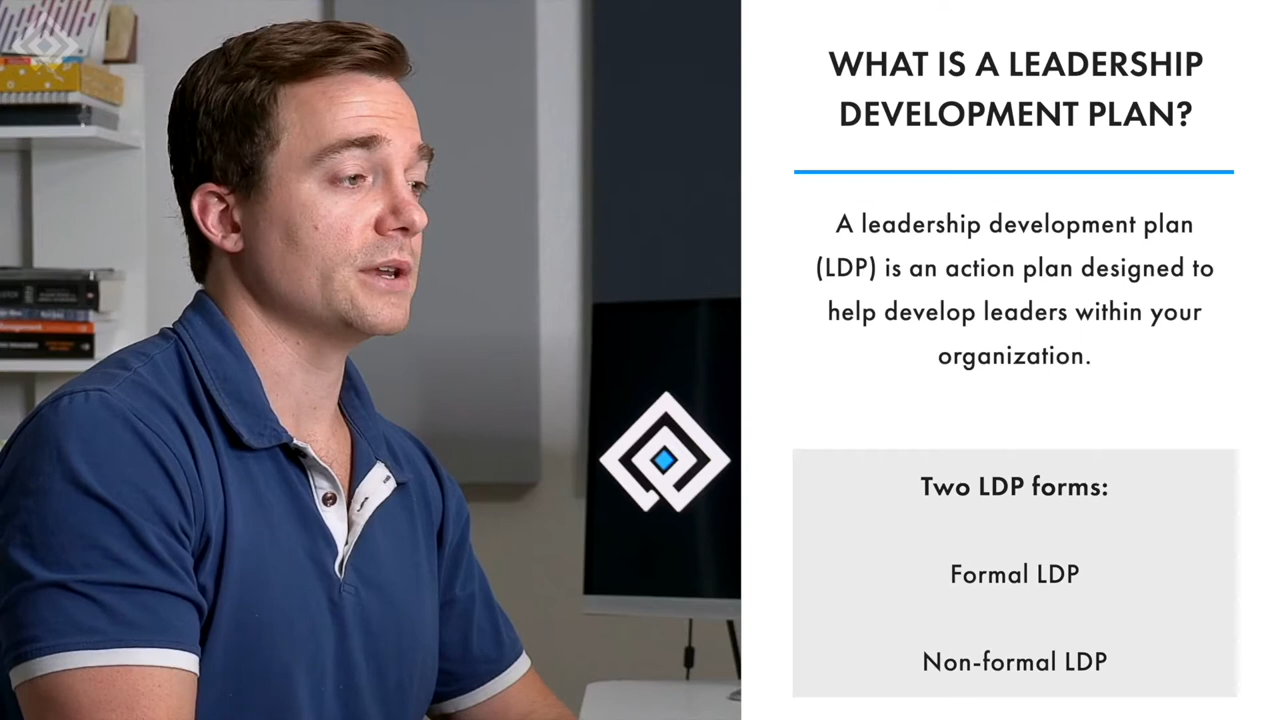 WHAT IS A LEADERSHIP
DEVELOPMENT PLAN?
A leadership development plan
(LDP) is an action plan designed to
help develop leaders within your
organization.
Two LDP forms:
Formal LDP
Non-formal LDP